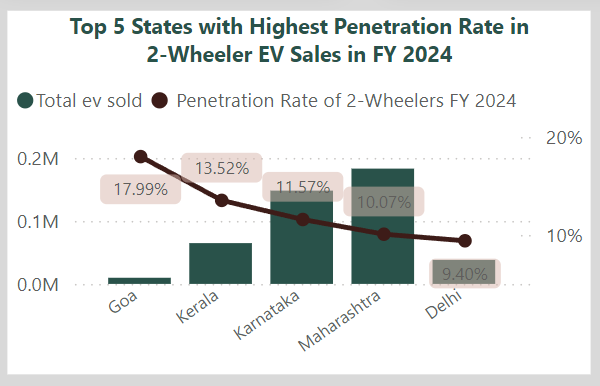 Top 5 States with Highest Penetration Rate in
2-Wheeler EV Sales in FY 2024
Total ev sold Penetration Rate of 2-Wheelers FY 2024
20%
0.2M
13.52%
17.99%
11.57%
10.07%
0.1M
10%
9.40%
0.0M
Goa
Kerala
Karnataka
Maharashtra
Delhi